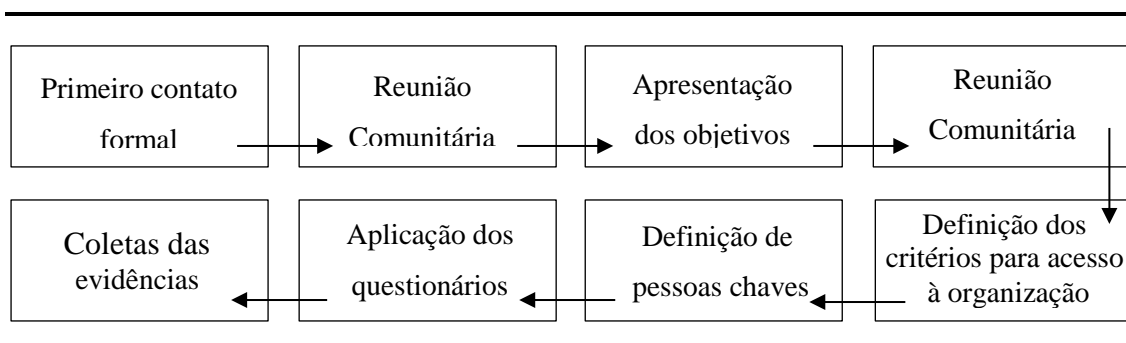 Primeiro contato
formal
Reunião
Comunitária
Apresentação
dos objetivos
Reunião
Comunitária
Definição dos
critérios para acesso
à organização
Definição de
pessoas chaves
Aplicação dos
questionários
Coletas das
evidências